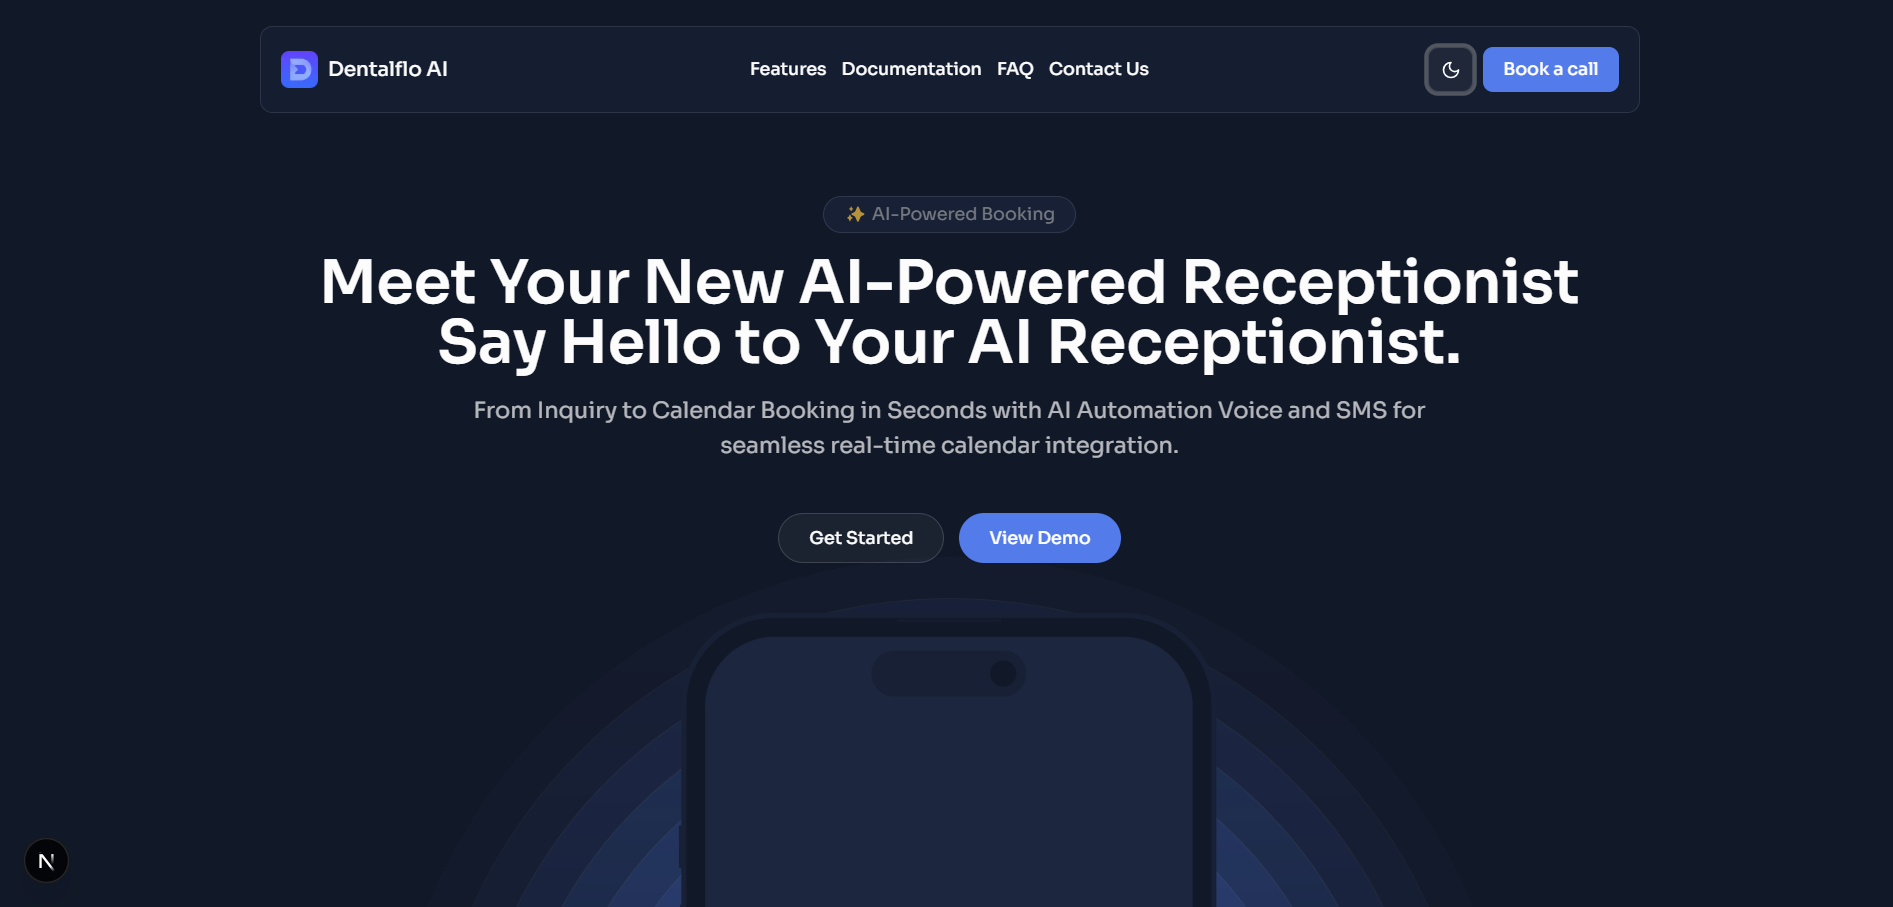 Dentalflo AI
Features Documentation FAQ Contact Us
Book a call
✨ AI-Powered Booking
Meet Your New AI-Powered Receptionist
Say Hello to Your AI Receptionist.
From Inquiry to Calendar Booking in Seconds with AI Automation Voice and SMS for
seamless real-time calendar integration.
Get Started
View Demo
N